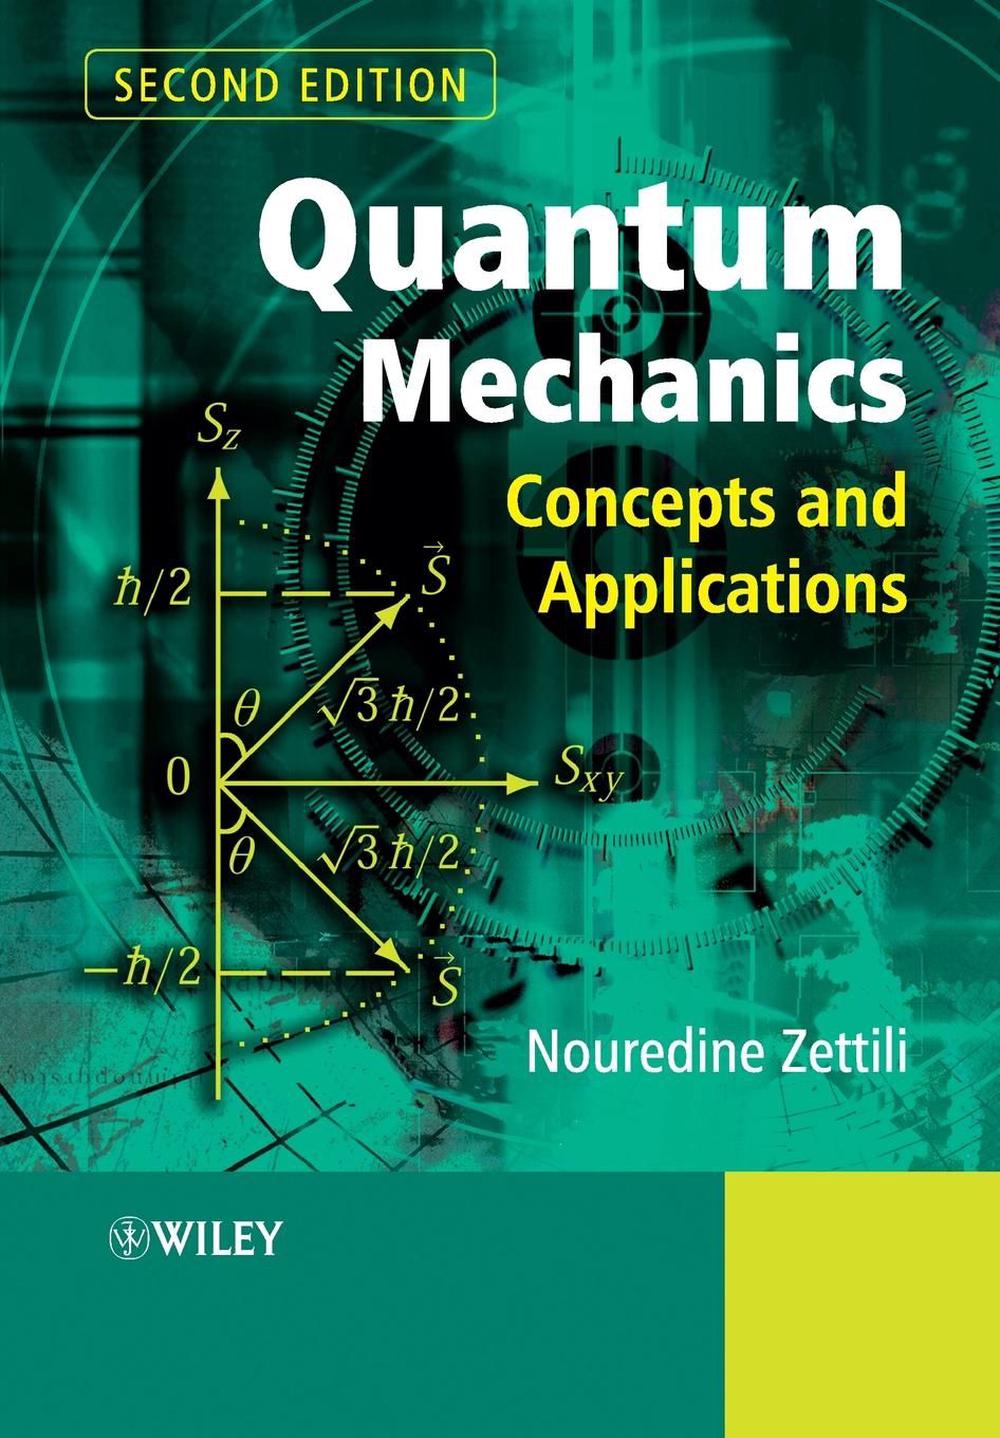 SECOND EDITION
Quantum
Mechanics
Concepts and
Applications
S_z
ħ/2
S⃗
θ
√3 ħ/2
0
S_xy
θ
√3 ħ/2
−ħ/2
S⃗
Nouredine Zettili
WILEY